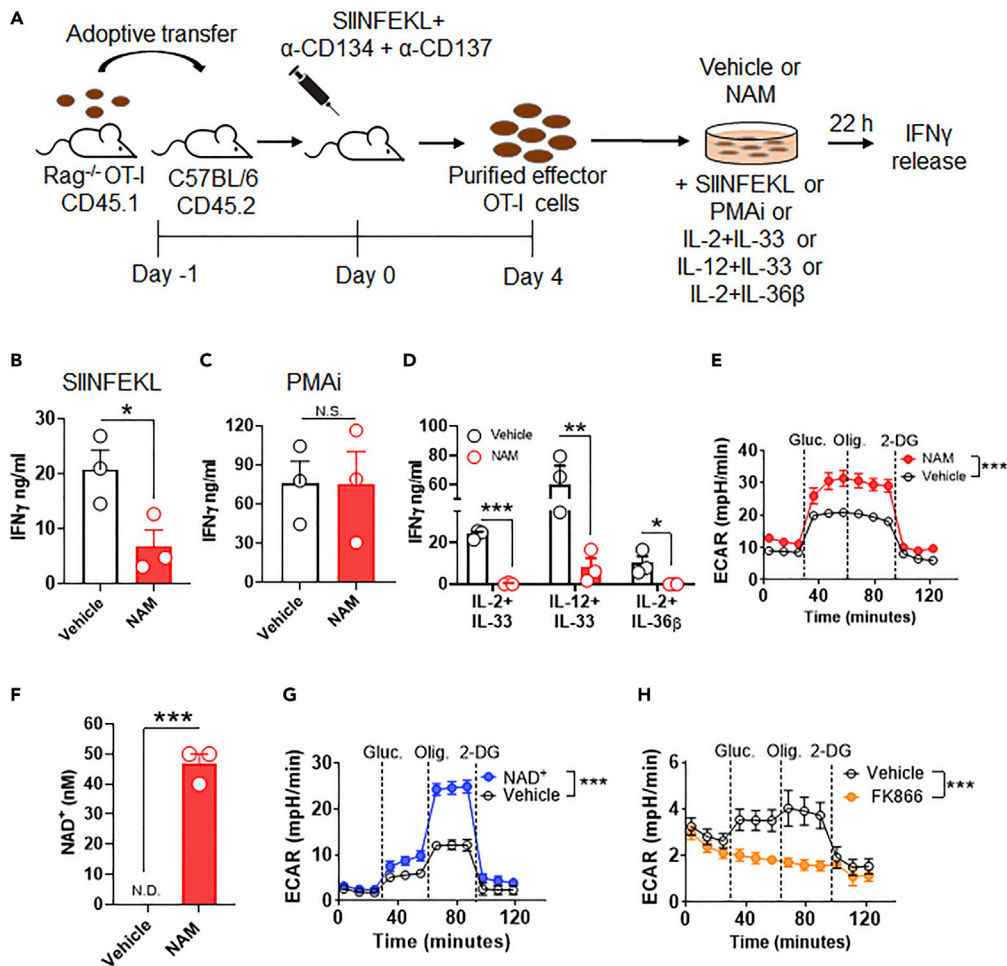 A
Adoptive transfer
SIINFEKL+
α-CD134 + α-CD137
Vehicle or
NAM
22 h
IFNγ
release
Rag-/- OT-I
CD45.1
C57BL/6
CD45.2
Purified effector
OT-I cells
+ SIINFEKL or
PMAi or
IL-2+IL-33 or
IL-12+IL-33 or
IL-2+IL-36β
Day -1
Day 0
Day 4
B
SIINFEKL
IFNγ ng/ml
30
20
10
0
*
Vehicle
NAM
C
PMAi
IFNγ ng/ml
120
90
60
30
0
N.S.
Vehicle
NAM
D
IFNγ ng/ml
100
80
60
20
0
Vehicle
NAM
***
**
*
IL-2+
IL-33
IL-12+
IL-33
IL-2+
IL-36β
E
Gluc. Olig. 2-DG
ECAR (mpH/min)
50
40
30
20
10
0
NAM
Vehicle
***
0 40 80 120
Time (minutes)
F
NAD+ (nM)
60
50
40
30
20
10
0
***
N.D.
Vehicle
NAM
G
Gluc. Olig. 2-DG
ECAR (mpH/min)
30
20
10
0
NAD+
Vehicle
***
0 40 80 120
Time (minutes)
H
Gluc. Olig. 2-DG
ECAR (mpH/min)
6
4
2
0
Vehicle
FK866
***
0 40 80 120
Time (minutes)